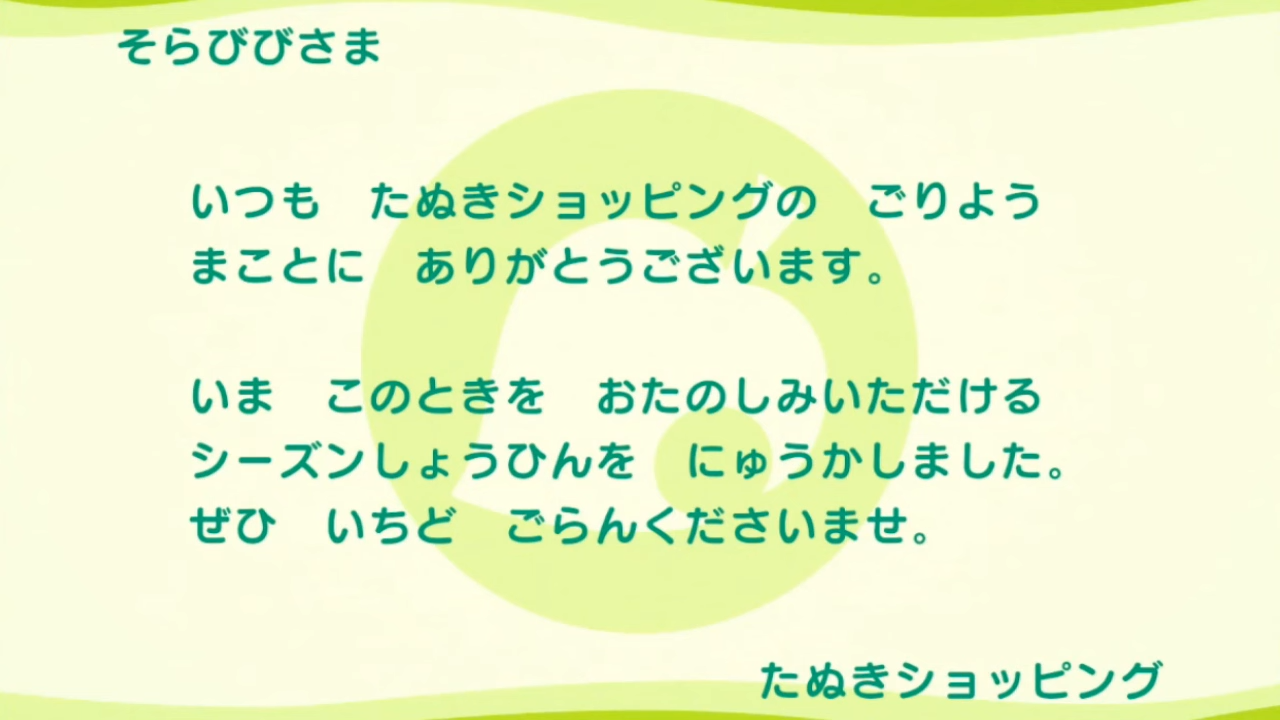 そらびびさま
いつも　たぬきショッピングの　ごりよう
まことに　ありがとうございます。
いま　このときを　おたのしみいただける
シーズンしょうひんを　にゅうかしました。
ぜひ　いちど　ごらんくださいませ。
たぬきショッピング